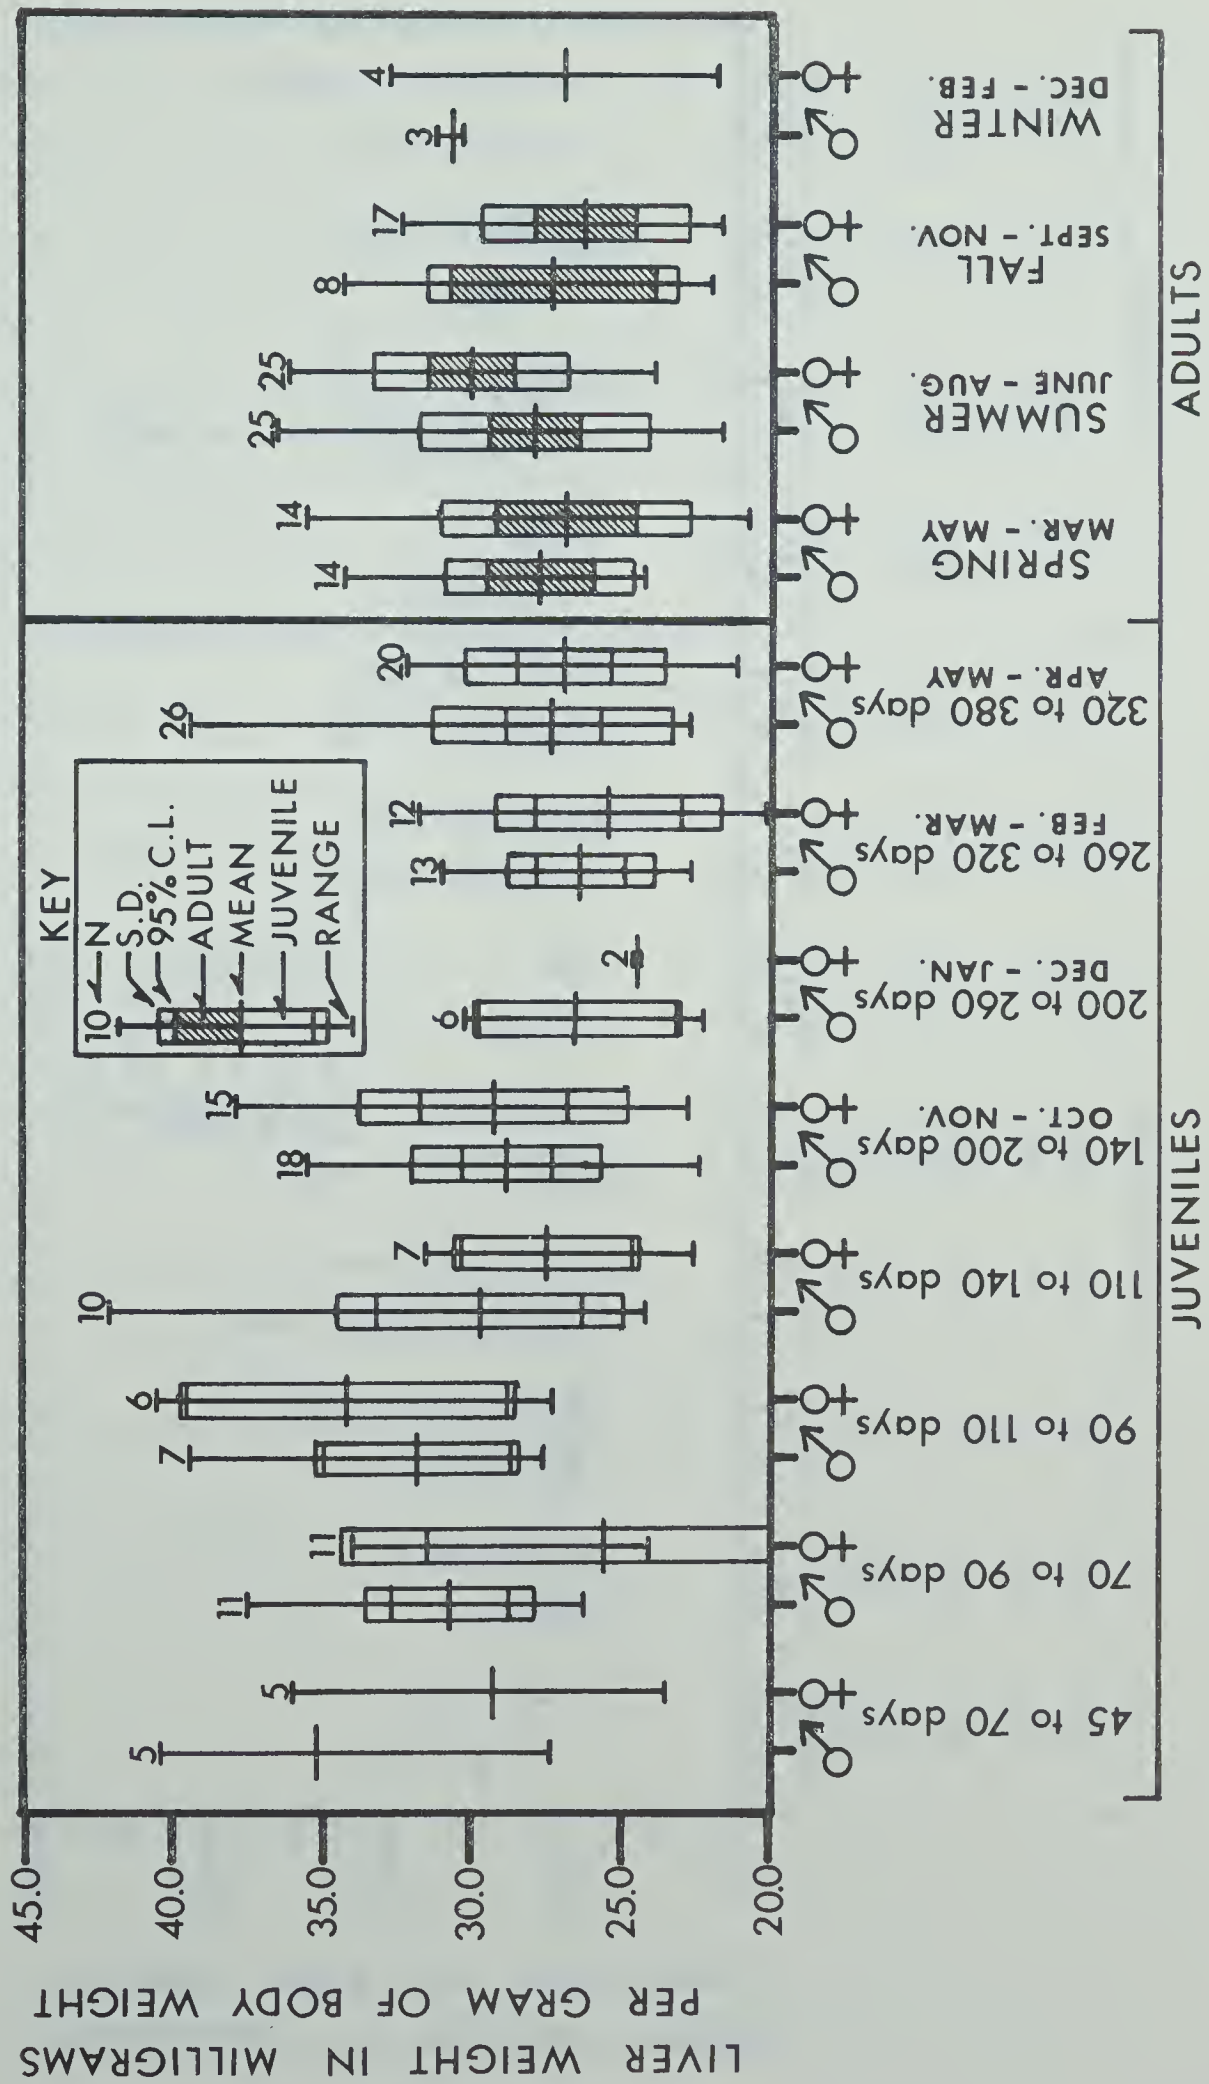 LIVER WEIGHT IN MILLIGRAMS
PER GRAM OF BODY WEIGHT
45.0
40.0
35.0
30.0
25.0
20.0
KEY
10 N
S.D.
95% C.L.
ADULT
MEAN
JUVENILE
RANGE
5 5 11 11 7 6 10 7 18 15 6 2 13 12 26 20 14 14 25 25 8 17 3 4
♂ ♀ ♂ ♀ ♂ ♀ ♂ ♀ ♂ ♀ ♂ ♀ ♂ ♀ ♂ ♀ ♂ ♀ ♂ ♀ ♂ ♀ ♂ ♀
45 to 70 days
70 to 90 days
90 to 110 days
110 to 140 days
140 to 200 days
OCT. - NOV.
200 to 260 days
DEC. - JAN.
260 to 320 days
FEB. - MAR.
320 to 380 days
APR. - MAY
SPRING
MAR. - MAY
SUMMER
JUNE - AUG.
FALL
SEPT. - NOV.
WINTER
DEC. - FEB.
JUVENILES
ADULTS